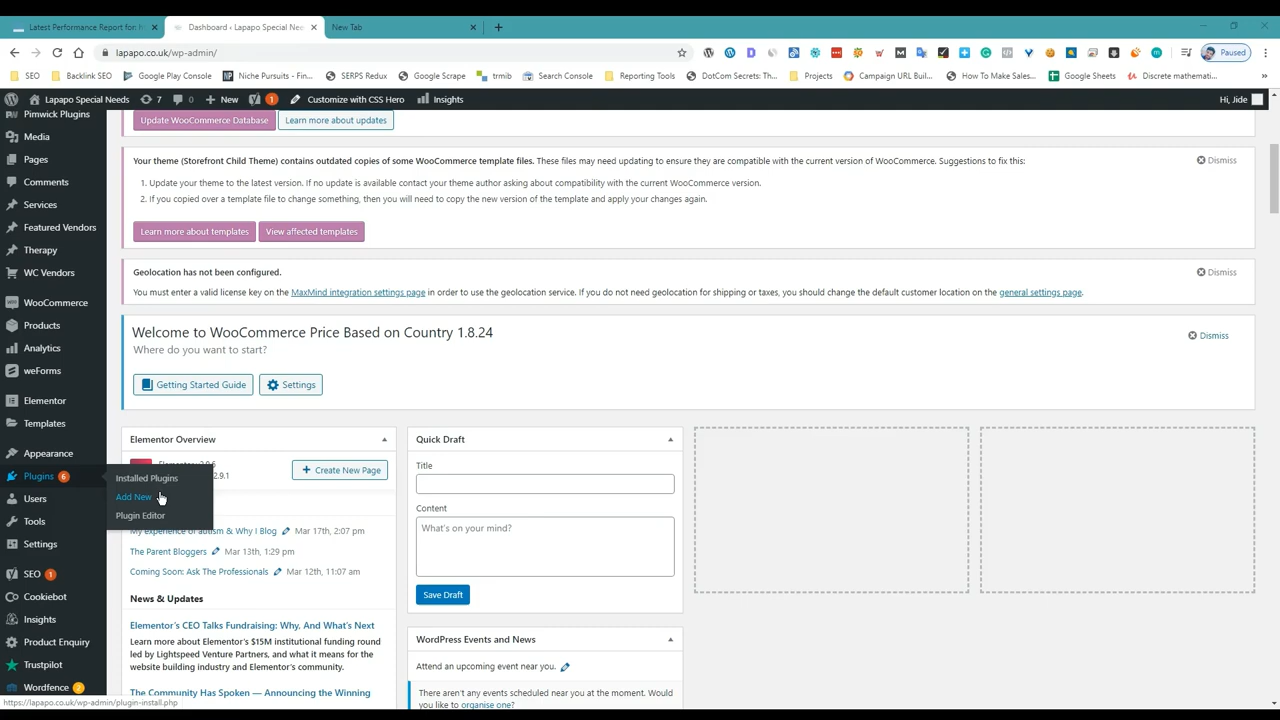 Latest Performance Report for: h
Dashboard ‹ Lapapo Special Nee
New Tab
lapapo.co.uk/wp-admin/
Paused
SEO
Backlink SEO
Google Play Console
Niche Pursuits - Fin...
SERPS Redux
Google Scrape
trmib
Search Console
Reporting Tools
DotCom Secrets: Th...
Projects
Campaign URL Buil...
How To Make Sales...
Google Sheets
Discrete mathemati...
Lapapo Special Needs
7
0
New
1
Customize with CSS Hero
Insights
Hi, Jide
Pimwick Plugins
Media
Pages
Comments
Services
Featured Vendors
Therapy
WC Vendors
WooCommerce
Products
Analytics
weForms
Elementor
Templates
Appearance
Plugins 6
Users
Tools
Settings
SEO 1
Cookiebot
Insights
Product Enquiry
Trustpilot
Wordfence 2
Installed Plugins
Add New
Plugin Editor
Update WooCommerce Database
Learn more about updates
Your theme (Storefront Child Theme) contains outdated copies of some WooCommerce template files. These files may need updating to ensure they are compatible with the current version of WooCommerce. Suggestions to fix this:
Dismiss
1. Update your theme to the latest version. If no update is available contact your theme author asking about compatibility with the current WooCommerce version.
2. If you copied over a template file to change something, then you will need to copy the new version of the template and apply your changes again.
Learn more about templates
View affected templates
Geolocation has not been configured.
Dismiss
You must enter a valid license key on the MaxMind integration settings page in order to use the geolocation service. If you do not need geolocation for shipping or taxes, you should change the default customer location on the general settings page.
Welcome to WooCommerce Price Based on Country 1.8.24
Dismiss
Where do you want to start?
Getting Started Guide
Settings
Elementor Overview
2.9.1
Create New Page
My experience of autism & Why I Blog Mar 17th, 2:07 pm
The Parent Bloggers Mar 13th, 1:29 pm
Coming Soon: Ask The Professionals Mar 12th, 11:07 am
News & Updates
Elementor's CEO Talks Fundraising: Why, And What's Next
Learn more about Elementor's $15M institutional funding round
led by Lightspeed Venture Partners, and what it means for the
website building industry and Elementor's community.
The Community Has Spoken — Announcing the Winning
Quick Draft
Title
Content
What's on your mind?
Save Draft
WordPress Events and News
Attend an upcoming event near you.
There aren't any events scheduled near you at the moment. Would
you like to organise one?
https://lapapo.co.uk/wp-admin/plugin-install.php